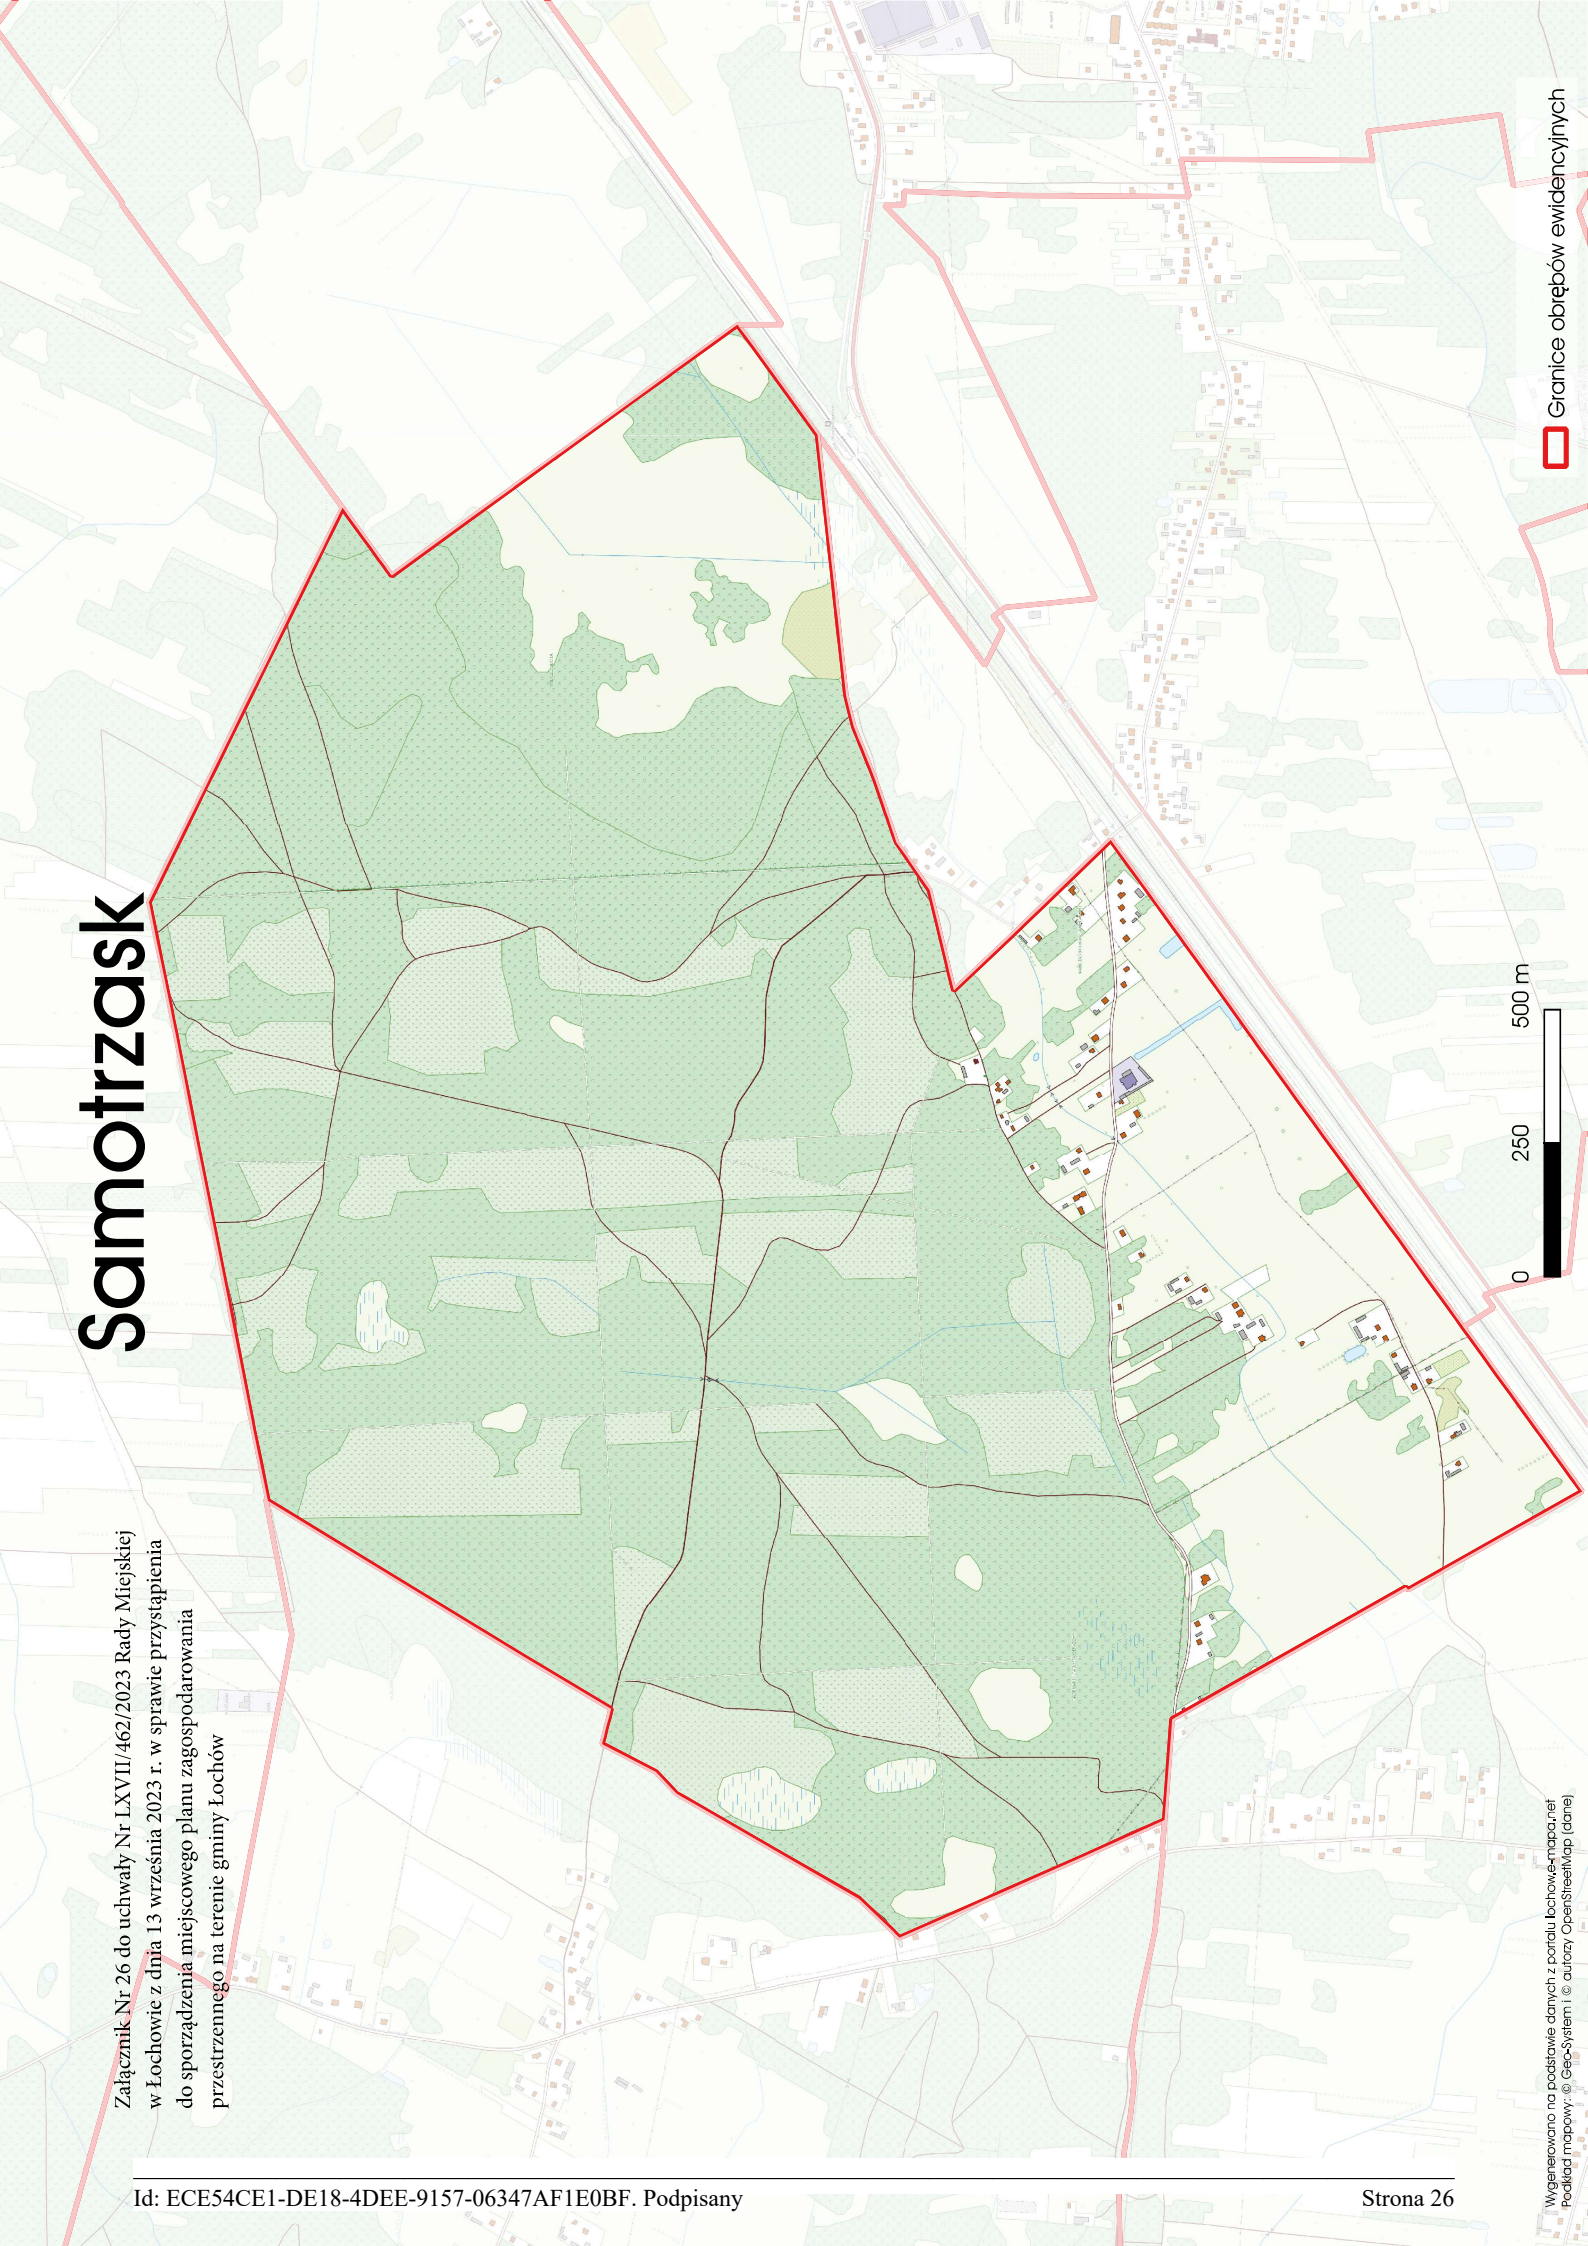 Samotrzask
Załącznik Nr 26 do uchwały Nr LXVII/462/2023 Rady Miejskiej
w Łochowie z dnia 13 września 2023 r. w sprawie przystąpienia
do sporządzenia miejscowego planu zagospodarowania
przestrzennego na terenie gminy Łochów
Granice obrębów ewidencyjnych
0 250 500 m
Wygenerowano na podstawie danych z portalu lochow.e-mapa.net
Podkład mapowy: © Geo-System i © autorzy OpenStreetMap (dane)
Id: ECE54CE1-DE18-4DEE-9157-06347AF1E0BF. Podpisany Strona 26